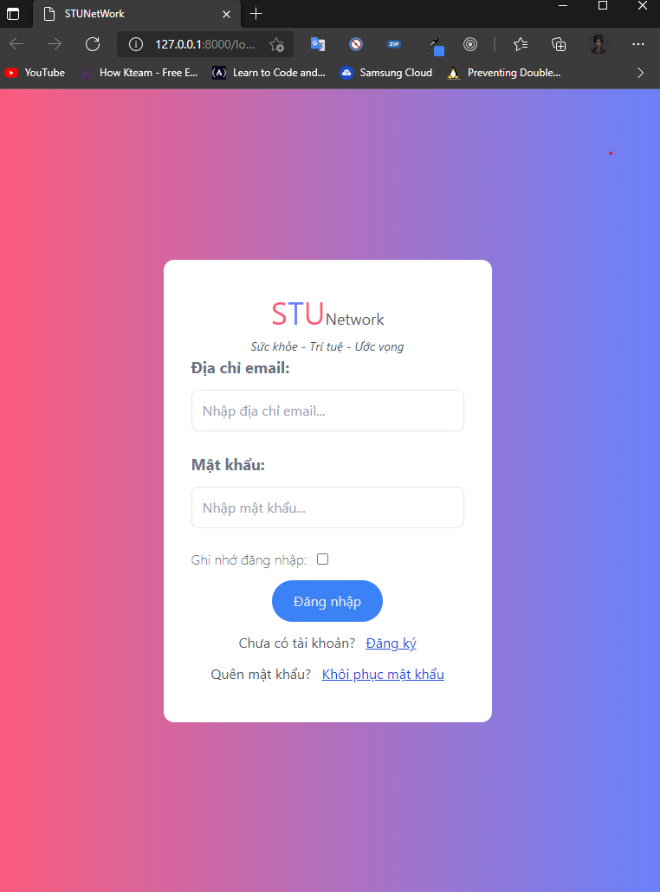 STUNetWork
127.0.0.1:8000/lo...
ZIP
YouTube
How Kteam - Free E...
Learn to Code and...
Samsung Cloud
Preventing Double...
STUNetwork
Sức khỏe - Trí tuệ - Ước vọng
Địa chỉ email:
Nhập địa chỉ email...
Mật khẩu:
Nhập mật khẩu...
Ghi nhớ đăng nhập:
Đăng nhập
Chưa có tài khoản? Đăng ký
Quên mật khẩu? Khôi phục mật khẩu